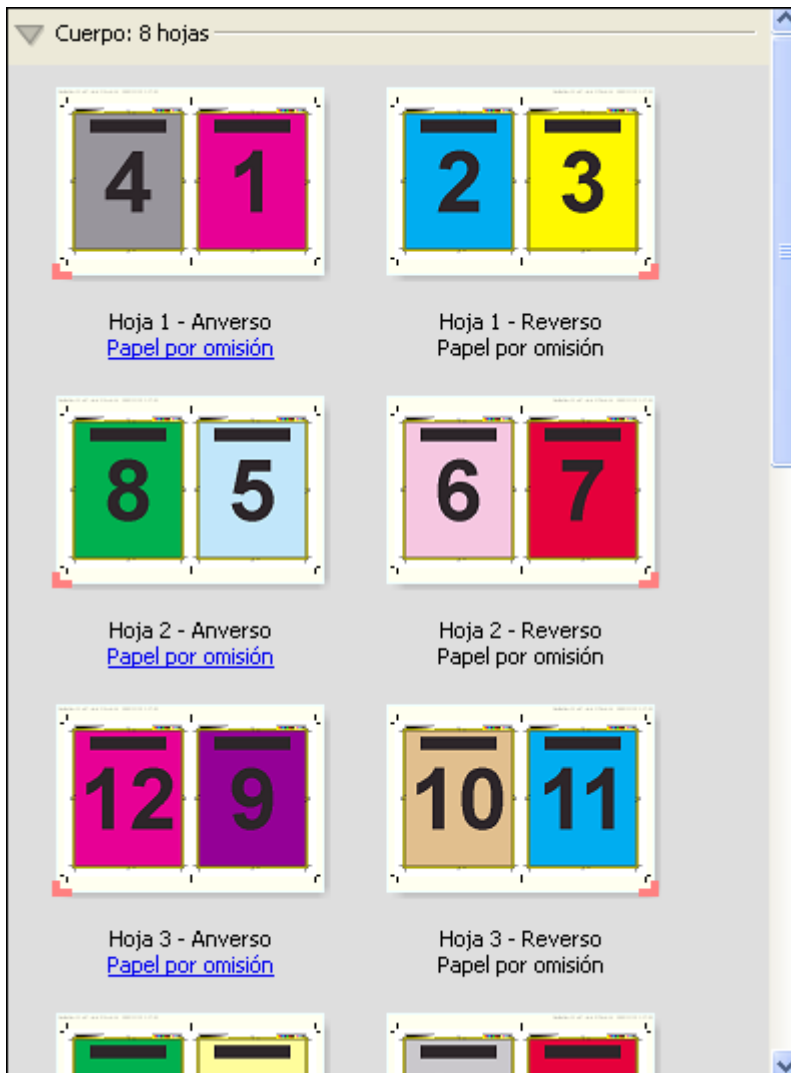 Cuerpo: 8 hojas
4 1 2 3
Hoja 1 - Anverso Hoja 1 - Reverso
Papel por omisión Papel por omisión
8 5 6 7
Hoja 2 - Anverso Hoja 2 - Reverso
Papel por omisión Papel por omisión
12 9 10 11
Hoja 3 - Anverso Hoja 3 - Reverso
Papel por omisión Papel por omisión